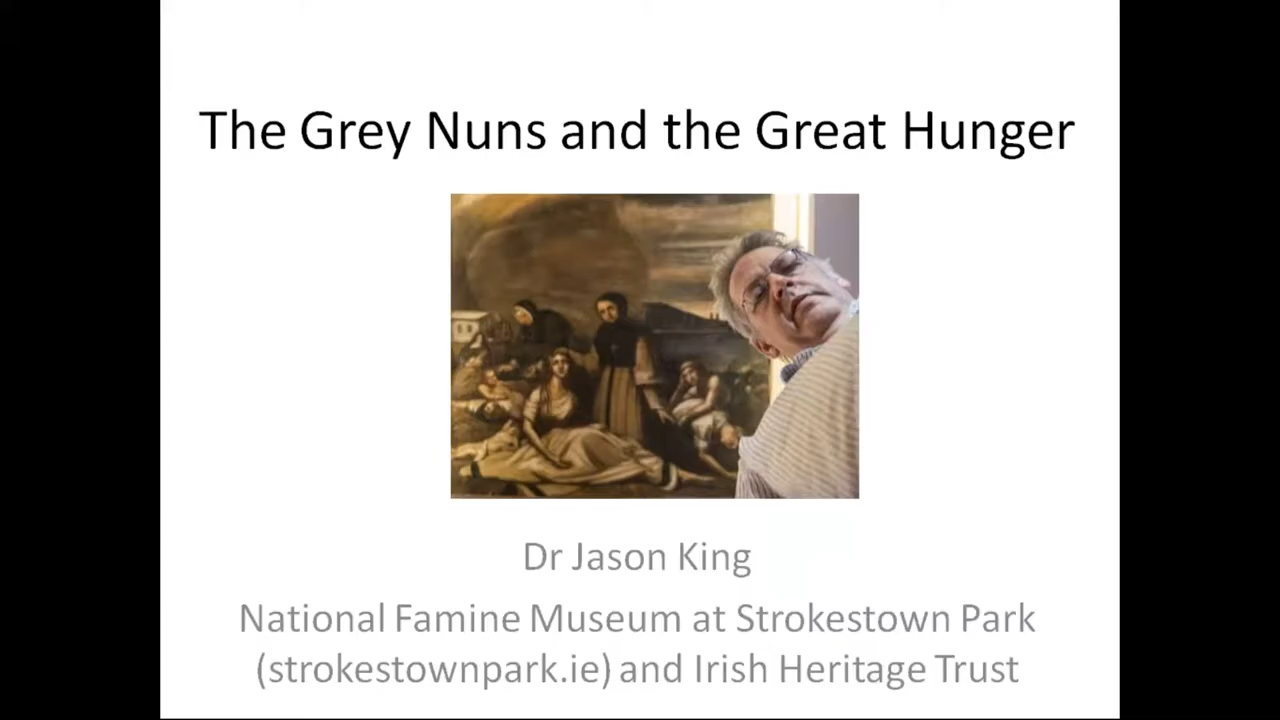 The Grey Nuns and the Great Hunger
Dr Jason King
National Famine Museum at Strokestown Park
(strokestownpark.ie) and Irish Heritage Trust